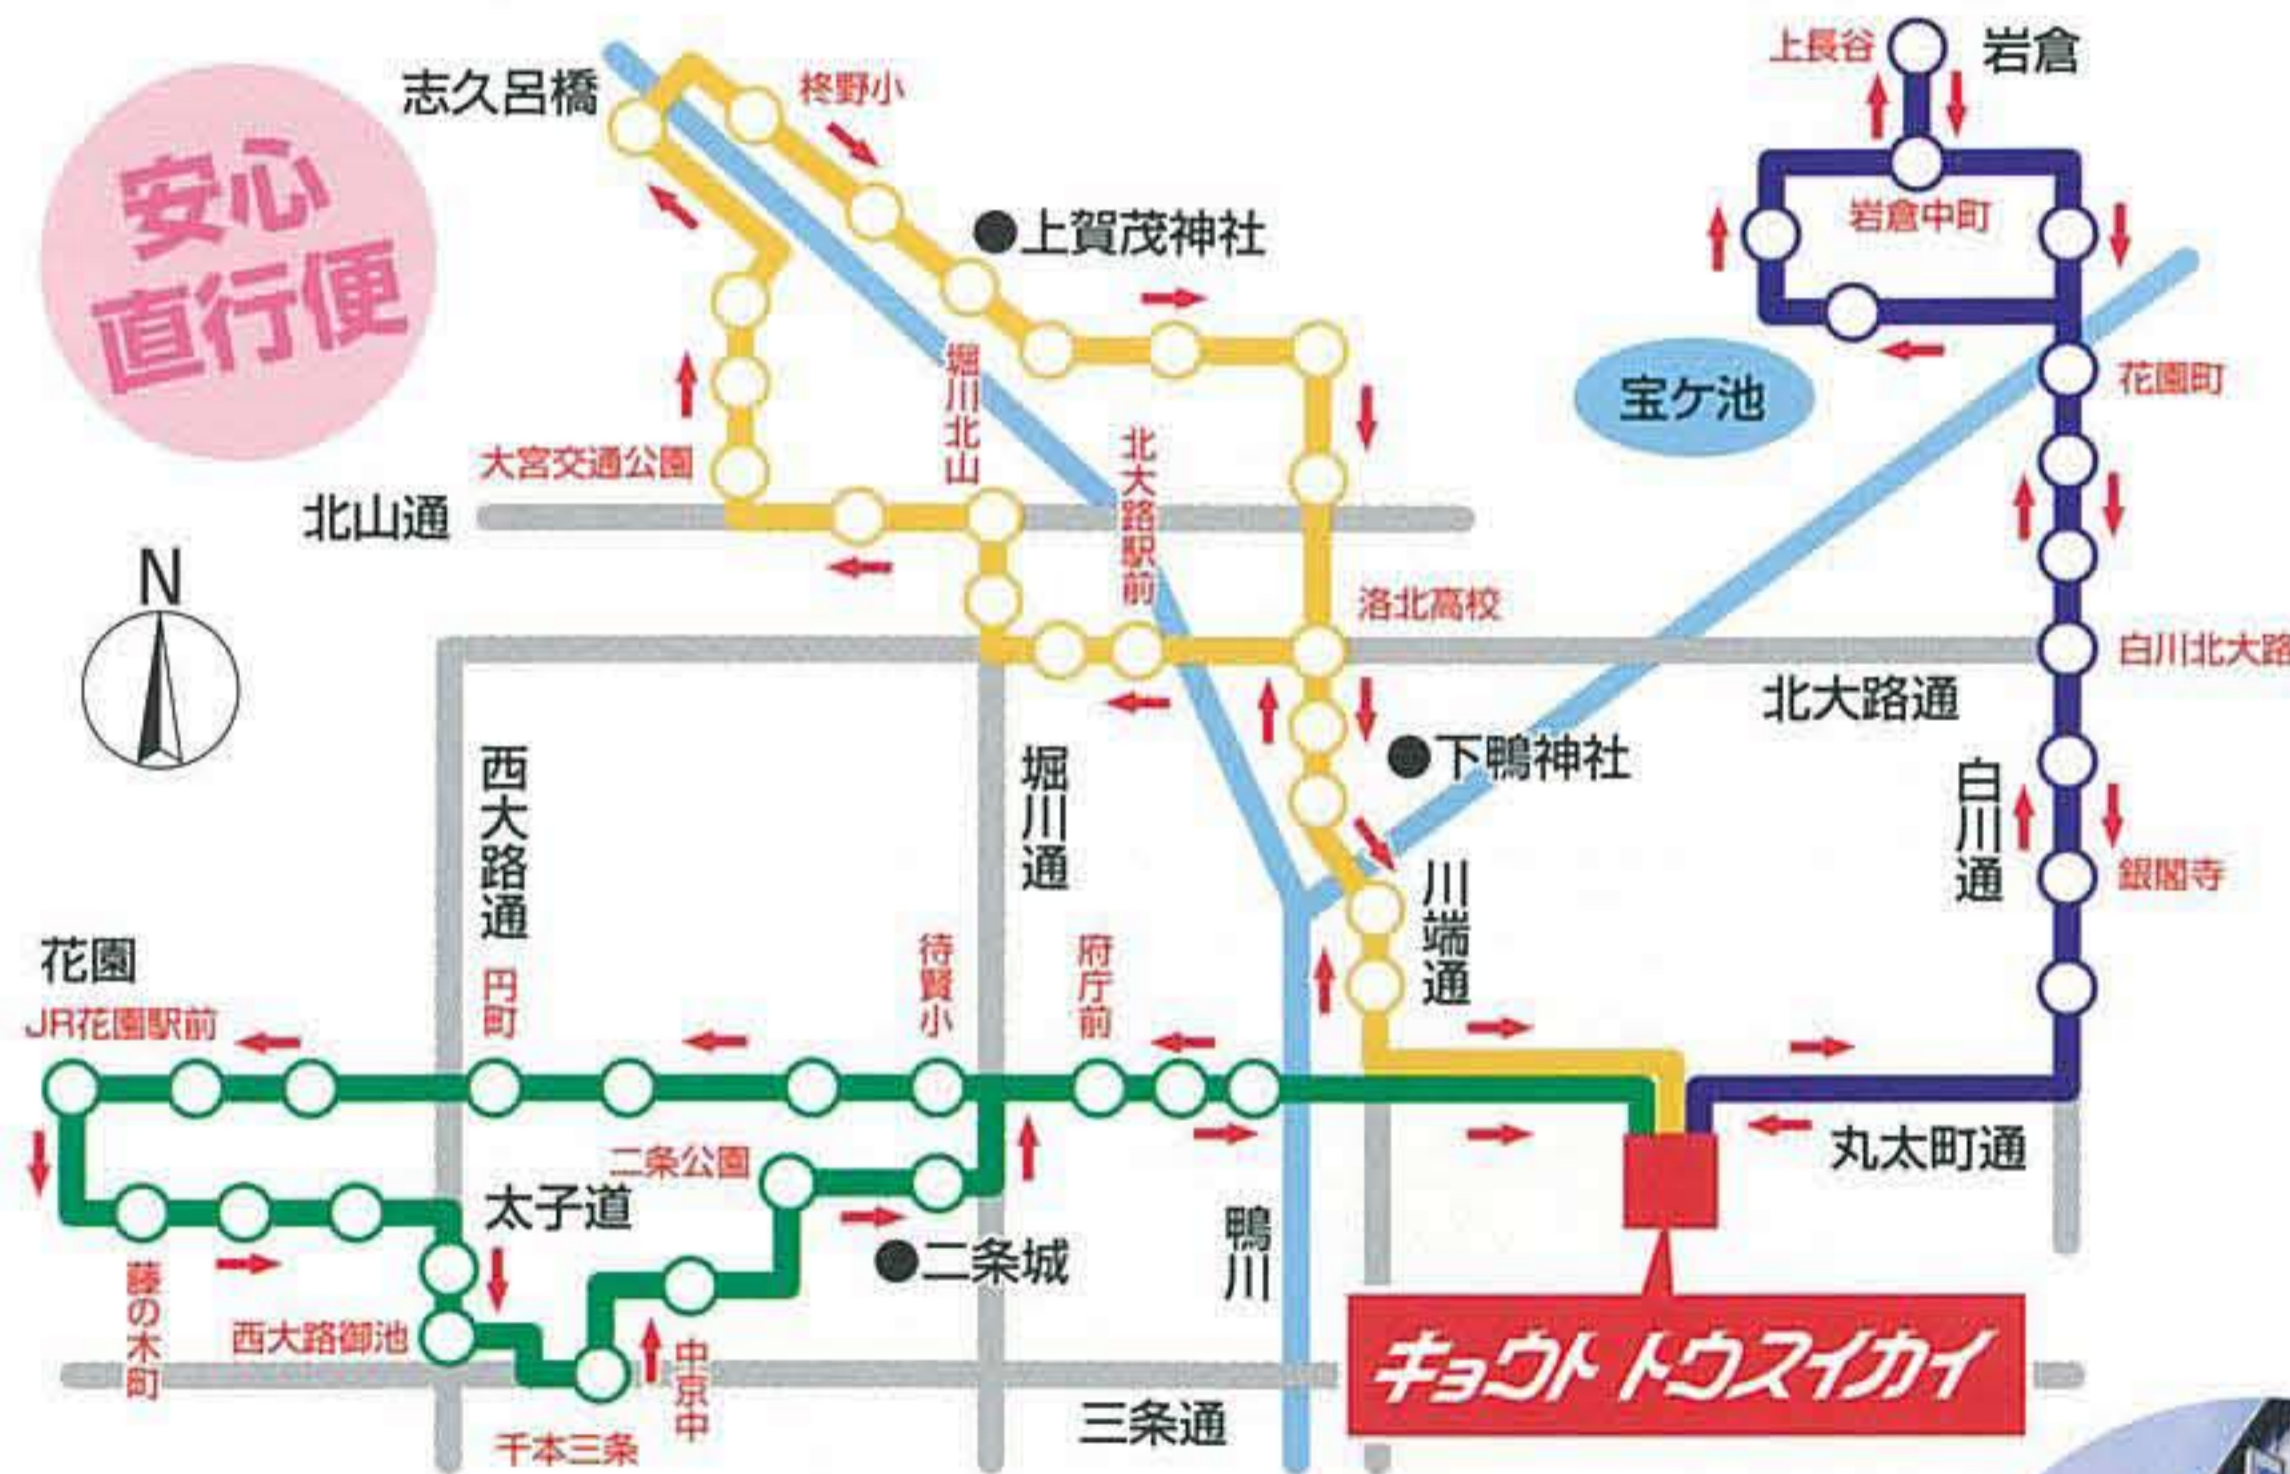 安心
直行便
志久呂橋
柊野小
上長谷
岩倉
岩倉中町
●上賀茂神社
堀川北山
北大路駅前
宝ケ池
花園町
大宮交通公園
北山通
N
洛北高校
白川北大路
北大路通
西大路通
堀川通
●下鴨神社
白川通
川端通
銀閣寺
花園
JR花園駅前
円町
待賢小
府庁前
二条公園
太子道
●二条城
鴨川
丸太町通
藤の木町
西大路御池
中京中
千本三条
三条通
キョウト トウスイカイ